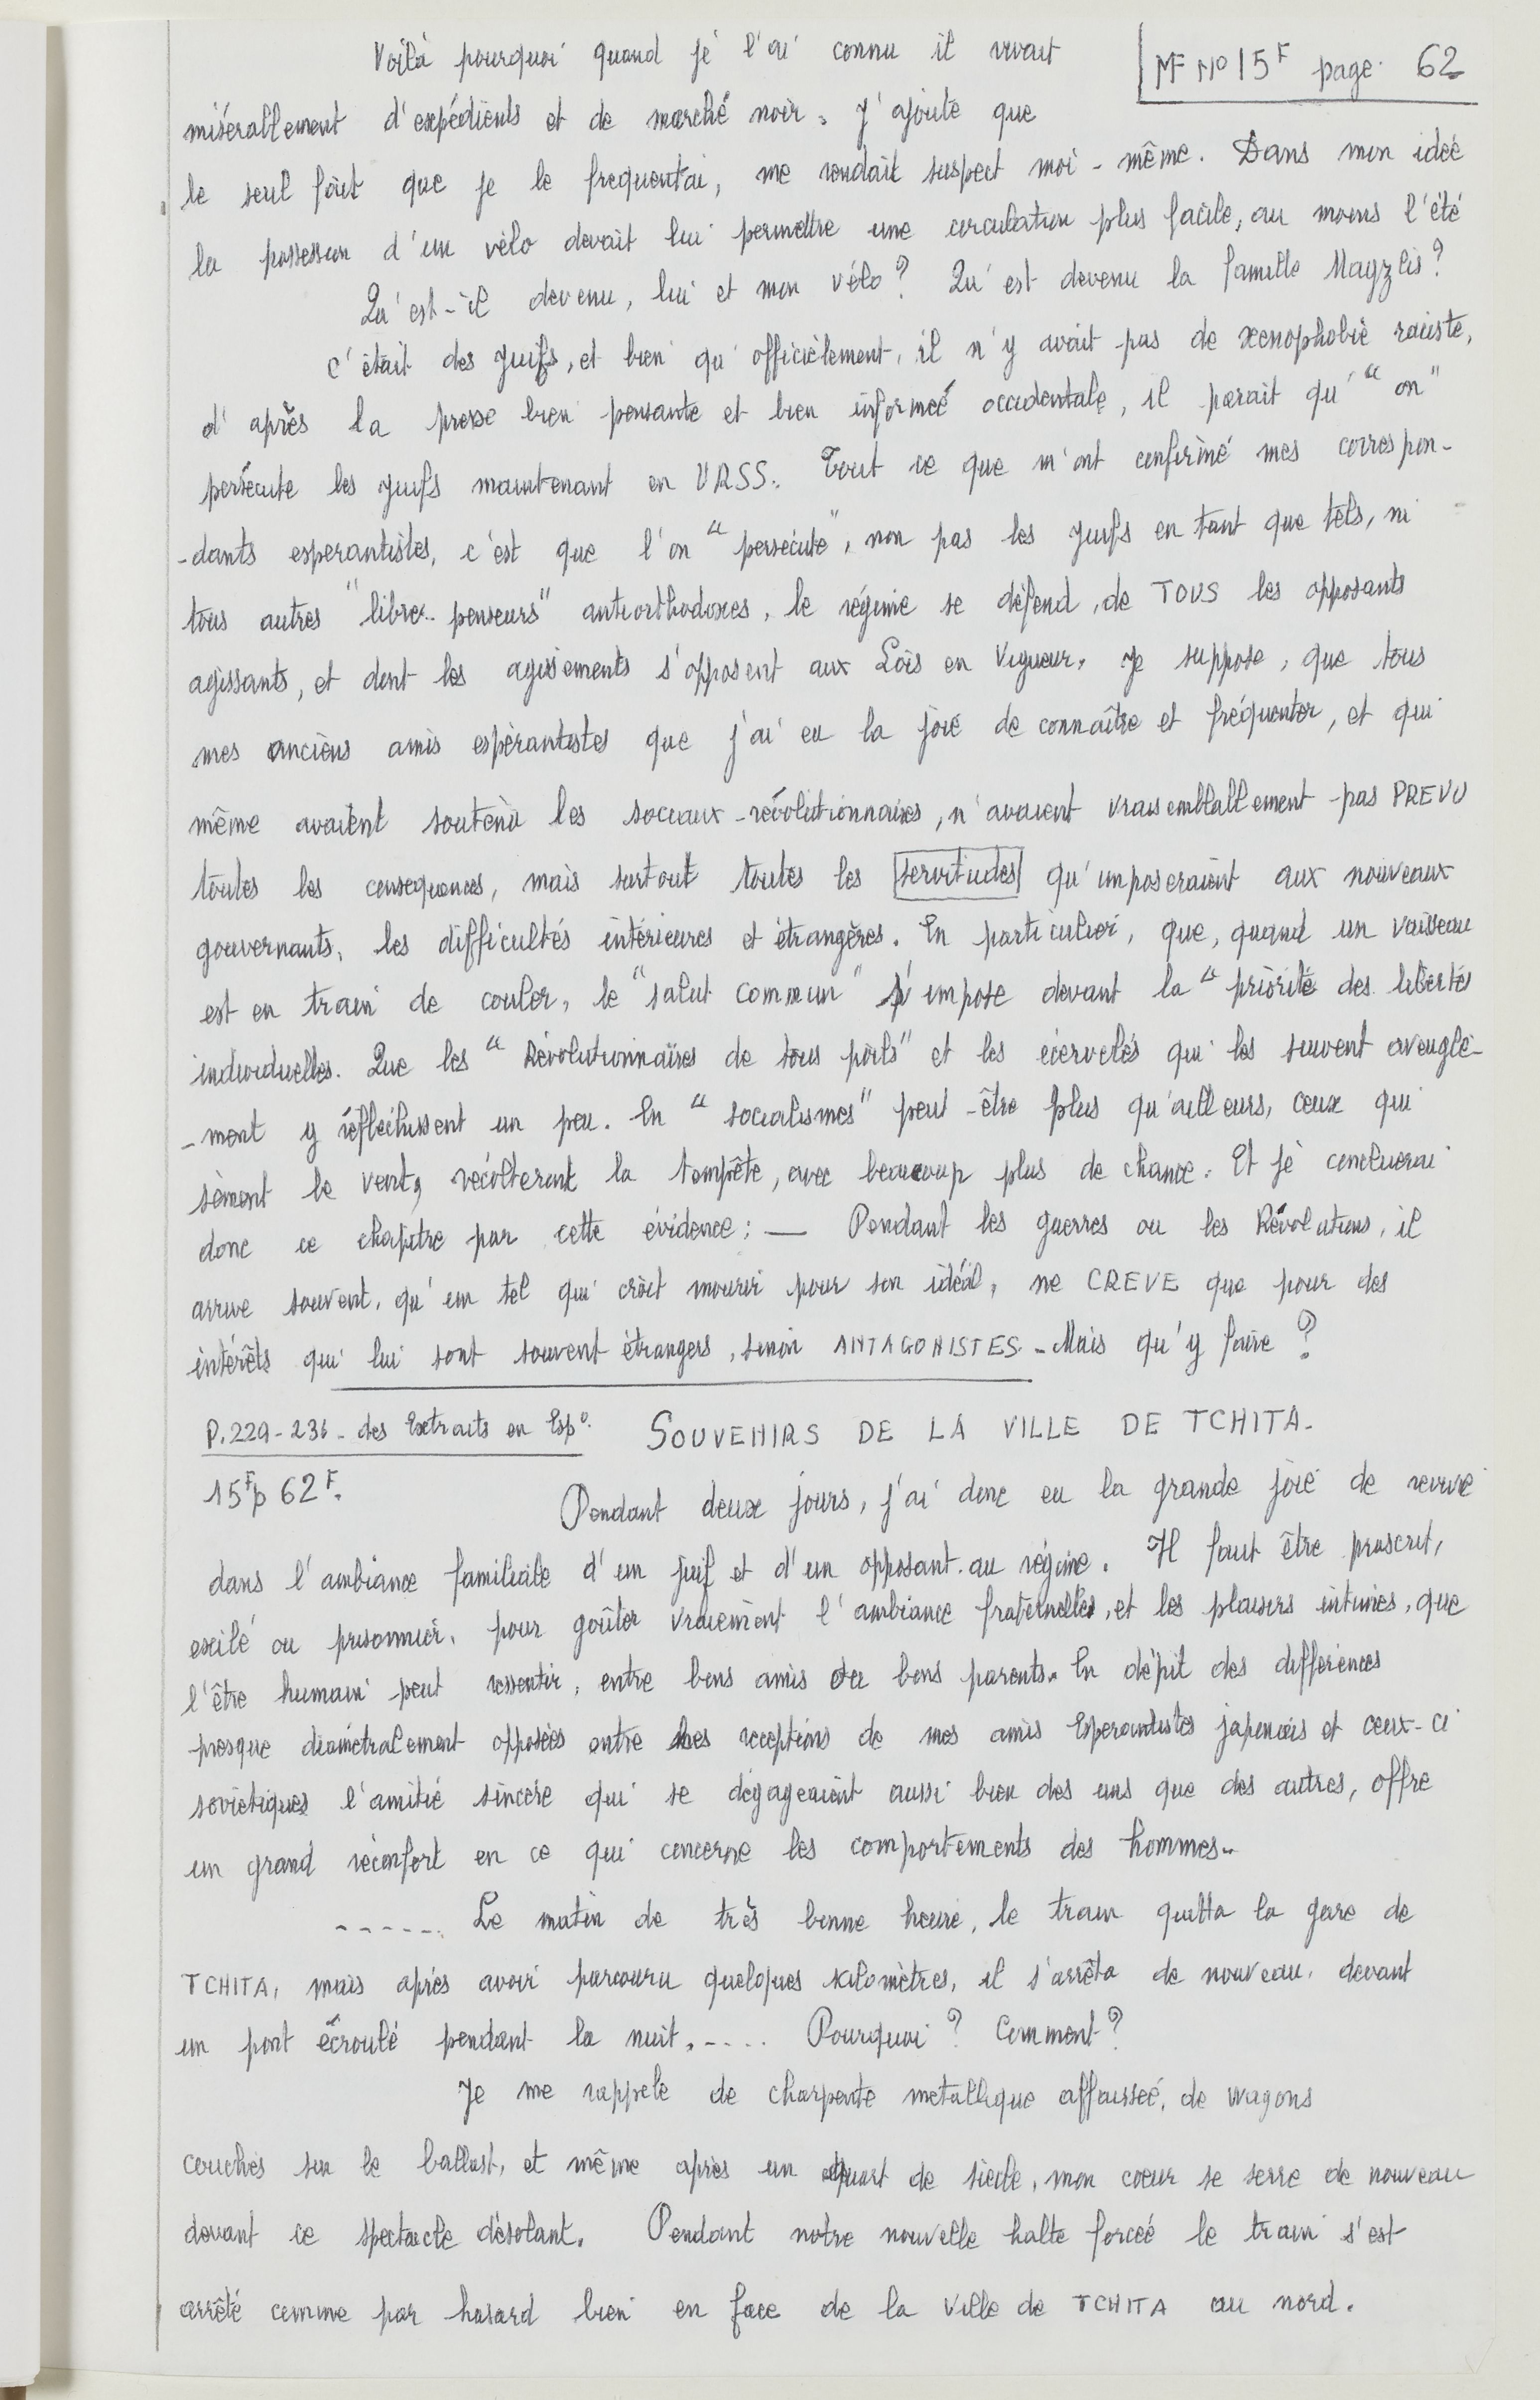 Voilà pourquoi quand je l'ai connu il vivait
MF No 15F page 62
misérablement d'expédients et de marché noir. J'ajoute que
le seul fait que je le frequentai, me rendait suspect moi-même. Dans mon idée
la possession d'un vélo devait lui permettre une circulation plus facile, au moins l'été
Qu'est-il devenu, lui et mon vélo? Qu'est devenu la famille Magzlis?
C'était des juifs, et bien qu'officièlement, il n'y avait pas de xenophobie raciste,
d'après la presse bien pensante et bien informée occidentale, il parait qu'"on"
persécute les juifs maintenant en URSS. Tout ce que m'ont confirmé mes correspon-
-dants esperantistes, c'est que l'on "persécute", non pas les juifs en tant que tels, ni
tous autres "libres-penseurs" antiorthodoxes, le régime se défend, de TOUS les opposants
agissants, et dont les agissements s'opposent aux Lois en Vigueur. Je suppose, que tous
mes anciens amis espérantistes que j'ai eu la joie de connaître et fréquenter, et qui
même avaient soutenù les sociaux-révolutionnaires, n'avaient vraisemblablement pas PREVU
toutes les consequences, mais surtout toutes les servitudes qu'imposeraient aux nouveaux
gouvernants, les difficultés intérieures et étrangères. En particulier, que, quand un vaisseau
est en train de couler, le "salut commun" s'impose devant la "priorité des libertés
individuelles. Que les "Révolutionnaires de tous poils" et les écervelés qui les suivent aveuglé-
-ment y réfléchissent un peu. En "socialismes" peut-être plus qu'ailleurs, ceux qui
sèment le vent, récolteront la tempête, avec beaucoup plus de chance. Et je concluerai
donc ce chapitre par cette évidence: — Pendant les guerres ou les Révolutions, il
arrive souvent, qu'un tel qui croit mourir pour son idéal, ne CREVE que pour des
intérêts qui lui sont souvent étrangers, sinon ANTAGONISTES. - Mais qu'y faire?
P.229-236 - des Extraits en Espo. SOUVENIRS DE LA VILLE DE TCHITA.
15Fp 62F.
Pendant deux jours, j'ai donc eu la grande joie de revivre
dans l'ambiance familiale d'un juif et d'un opposant au régime. Il faut être proscrit,
exilé ou prisonnier, pour goûter vraiement l'ambiance fraternelles, et les plaisirs intimes, que
l'être humain peut ressentir, entre bons amis ou bons parents. En dépit des differences
presque diamétralement opposées entre les receptions de mes amis Esperantistes japonais et ceux-ci
soviétiques l'amitié sincère qui se dégageaient aussi bien des uns que des autres, offre
un grand réconfort en ce qui concerne les comportements des hommes..
------. Le matin de très bonne heure, le train quitta la gare de
TCHITA, mais après avoir parcouru quelques kilomètres, il s'arrêta de nouveau, devant
un pont écroulé pendant la nuit. -.... Pourquoi? Comment?
Je me rappele de charpente metallique affaissée, de wagons
couchés sur le ballast, et même après un quart de siècle, mon coeur se serre de nouveau
devant ce spectacle désolant. Pendant notre nouvelle halte forcée le train s'est
arrêté comme par hasard bien en face de la ville de TCHITA au nord.